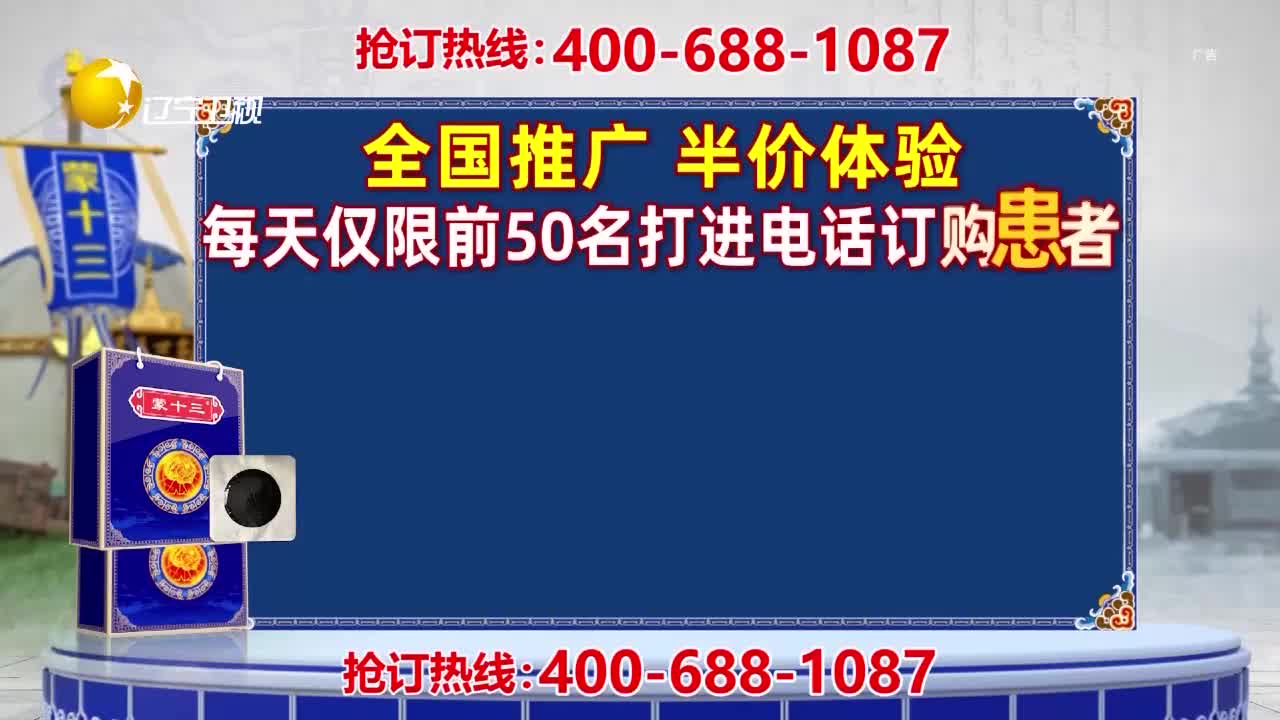 抢订热线:400-688-1087
广告
辽宁卫视
全国推广 半价体验
每天仅限前50名打进电话订购患者
蒙十三
蒙十三
抢订热线:400-688-1087